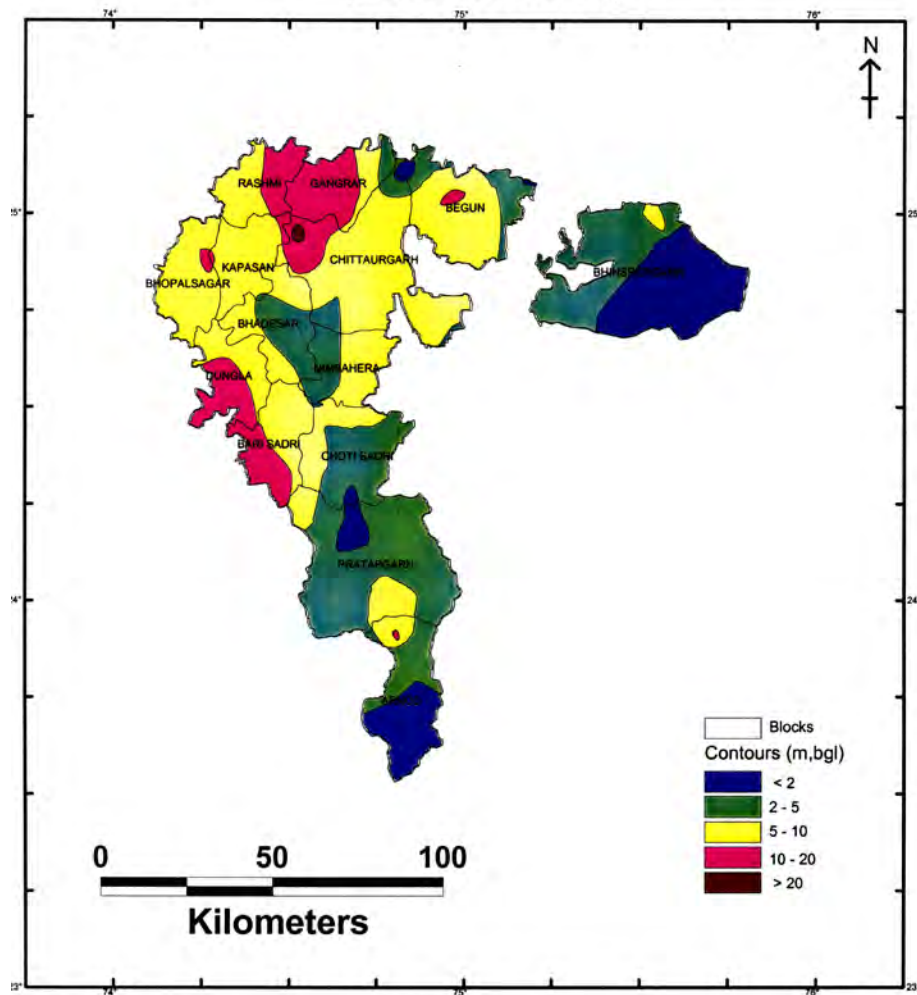 74° 75° 76°
N
RASHMI GANGRAR
BEGUN
25° 25°
CHITTAURGARH
KAPASAN
BHOPALSAGAR
BHADESAR
DUNGLA
BARI SADRI
CHOTI SADRI
PRATAPGARH
24° 24
Blocks
Contours (m,bgl)
< 2
2 - 5
5 - 10
10 - 20
> 20
0 50 100
Kilometers
23° 23
74° 75° 76°